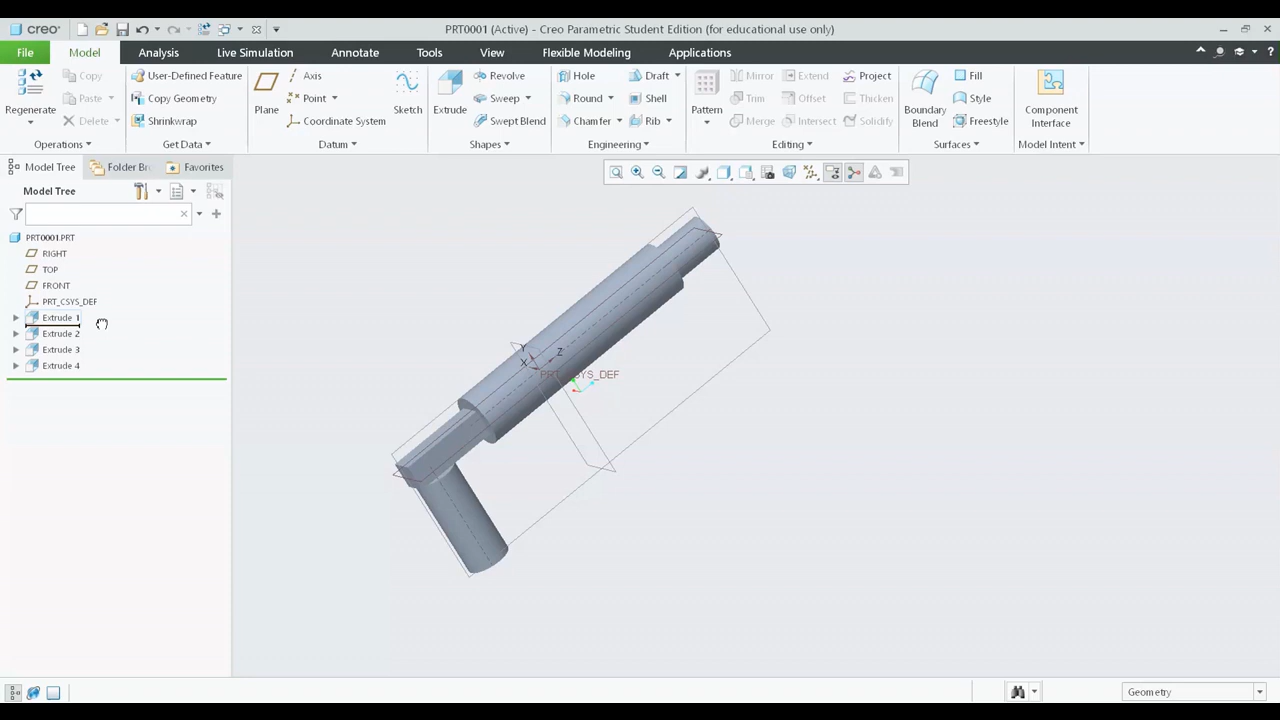 creo
PRT0001 (Active) - Creo Parametric Student Edition (for educational use only)
File Model Analysis Live Simulation Annotate Tools View Flexible Modeling Applications
Regenerate
Copy
Paste
Delete
Operations
User-Defined Feature
Copy Geometry
Shrinkwrap
Get Data
Plane
Axis
Point
Coordinate System
Sketch
Datum
Extrude
Revolve
Sweep
Swept Blend
Shapes
Hole
Round
Chamfer
Draft
Shell
Rib
Engineering
Pattern
Mirror
Trim
Merge
Extend
Offset
Intersect
Project
Thicken
Solidify
Editing
Boundary
Blend
Fill
Style
Freestyle
Surfaces
Component
Interface
Model Intent
Model Tree Folder Br Favorites
Model Tree
PRT0001.PRT
RIGHT
TOP
FRONT
PRT_CSYS_DEF
Extrude 1
Extrude 2
Extrude 3
Extrude 4
Y
Z
X
PRT_CSYS_DEF
Geometry